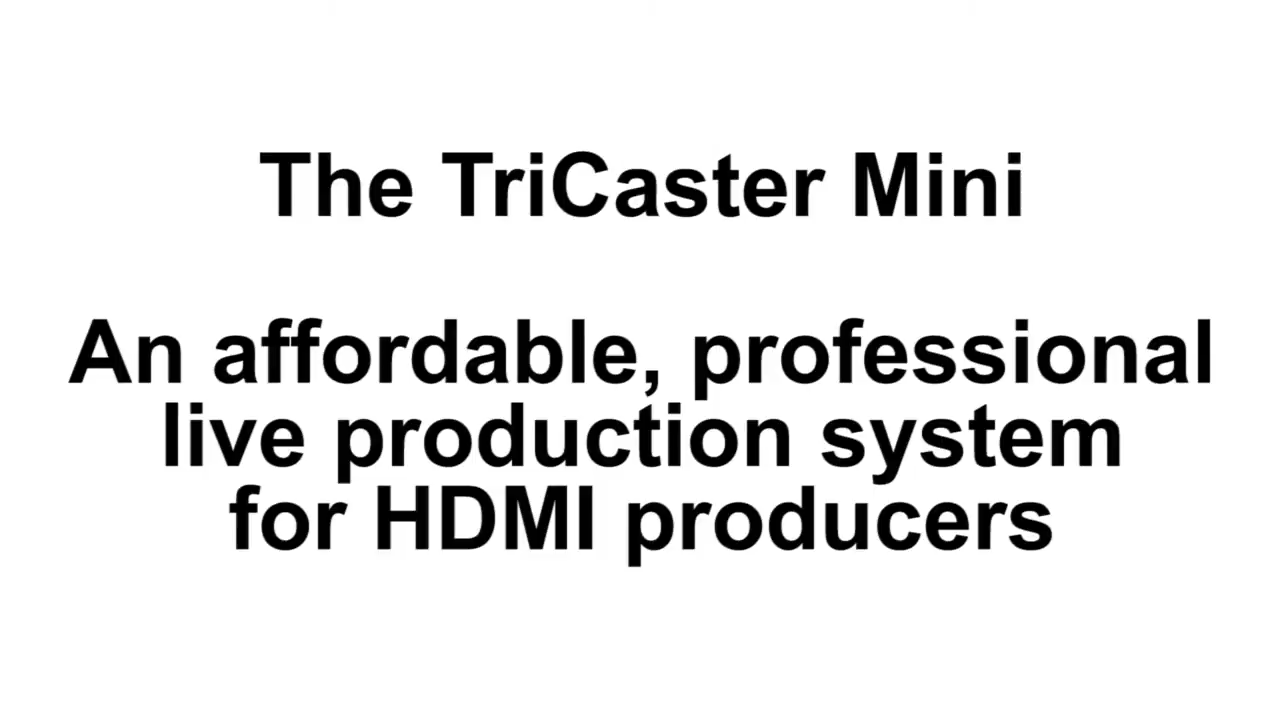 The TriCaster Mini
An affordable, professional
live production system
for HDMI producers